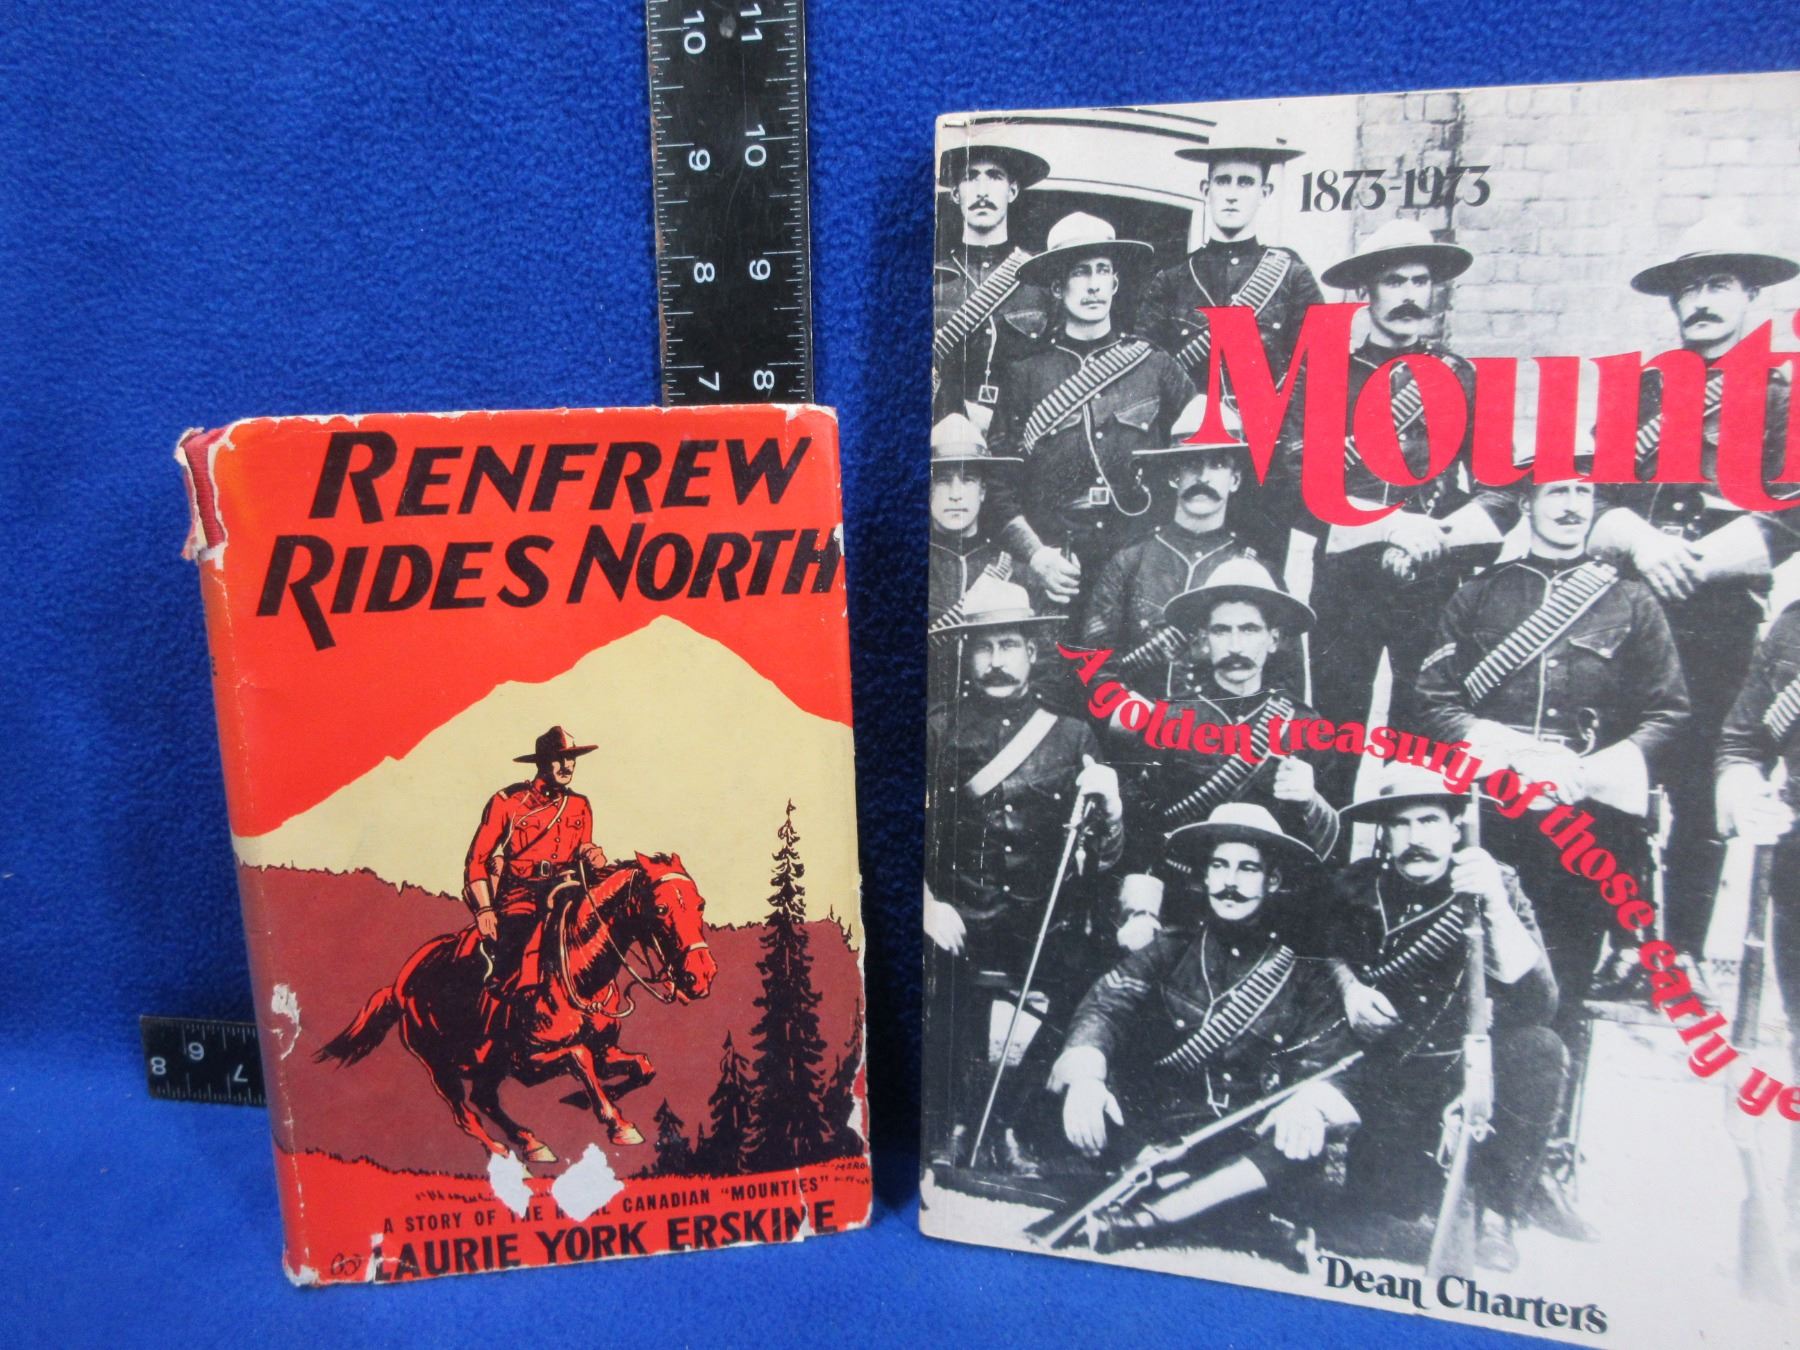 10 11
9 10
8 9
7 8
8 6 7
RENFREW
RIDES NORTH
A STORY OF THE CANADIAN "MOUNTIES"
By LAURIE YORK ERSKINE
1873-1973
Mounti
A golden treasury of those early ye
Dean Charters